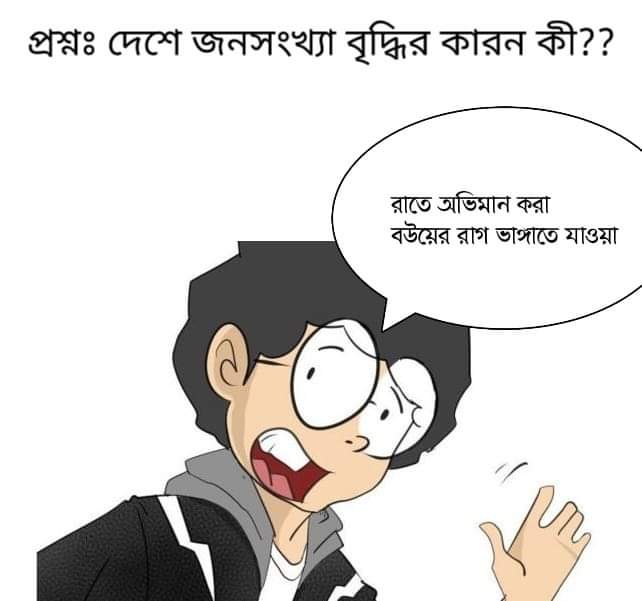 প্রশ্নঃ দেশে জনসংখ্যা বৃদ্ধির কারন কী??
রাতে অভিমান করা
বউয়ের রাগ ভাঙ্গাতে যাওয়া